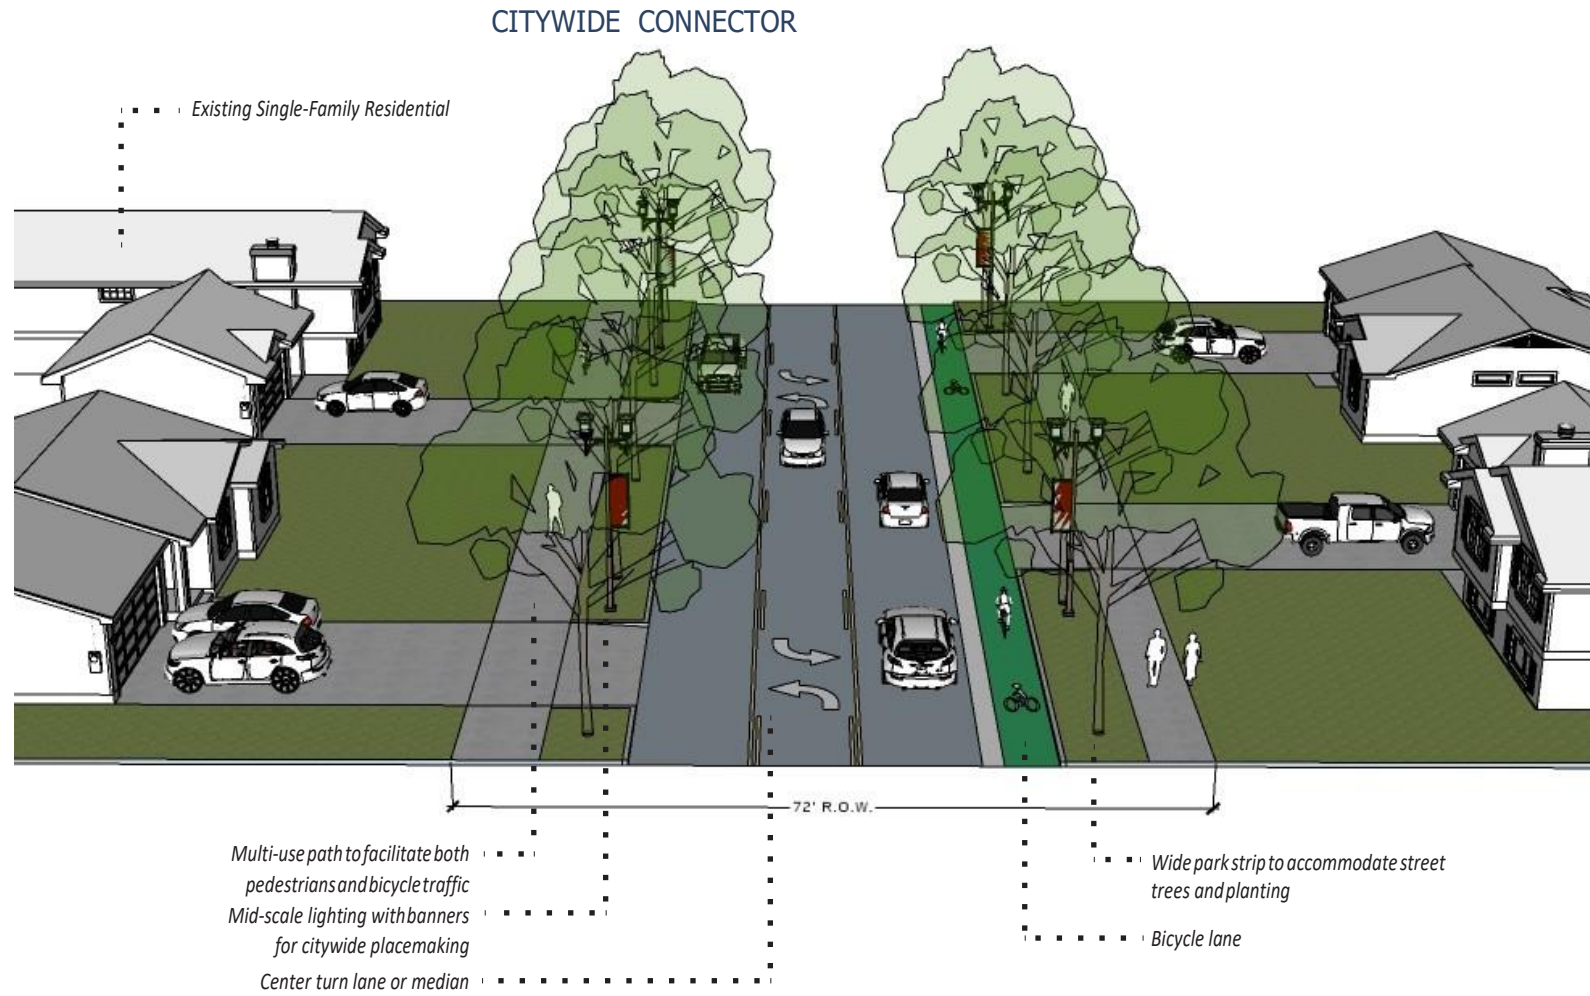 CITYWIDE CONNECTOR
Existing Single-Family Residential
72' R.O.W.
Multi-use path to facilitate both
pedestrians and bicycle traffic
Mid-scale lighting with banners
for citywide placemaking
Center turn lane or median
Wide park strip to accommodate street
trees and planting
Bicycle lane